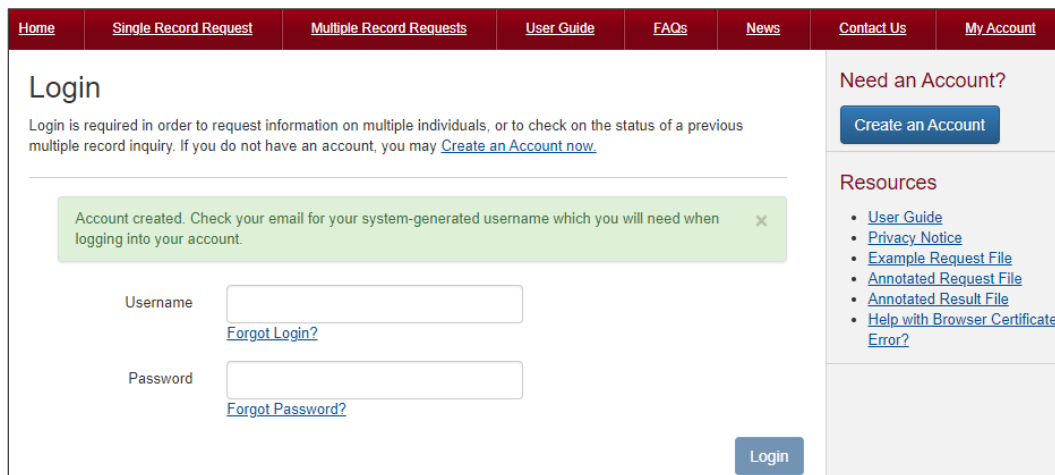 Home Single Record Request Multiple Record Requests User Guide FAQs News Contact Us My Account
Login
Login is required in order to request information on multiple individuals, or to check on the status of a previous
multiple record inquiry. If you do not have an account, you may Create an Account now.
Account created. Check your email for your system-generated username which you will need when
logging into your account.
×
Username
Forgot Login?
Password
Forgot Password?
Login
Need an Account?
Create an Account
Resources
User Guide
Privacy Notice
Example Request File
Annotated Request File
Annotated Result File
Help with Browser Certificate
Error?